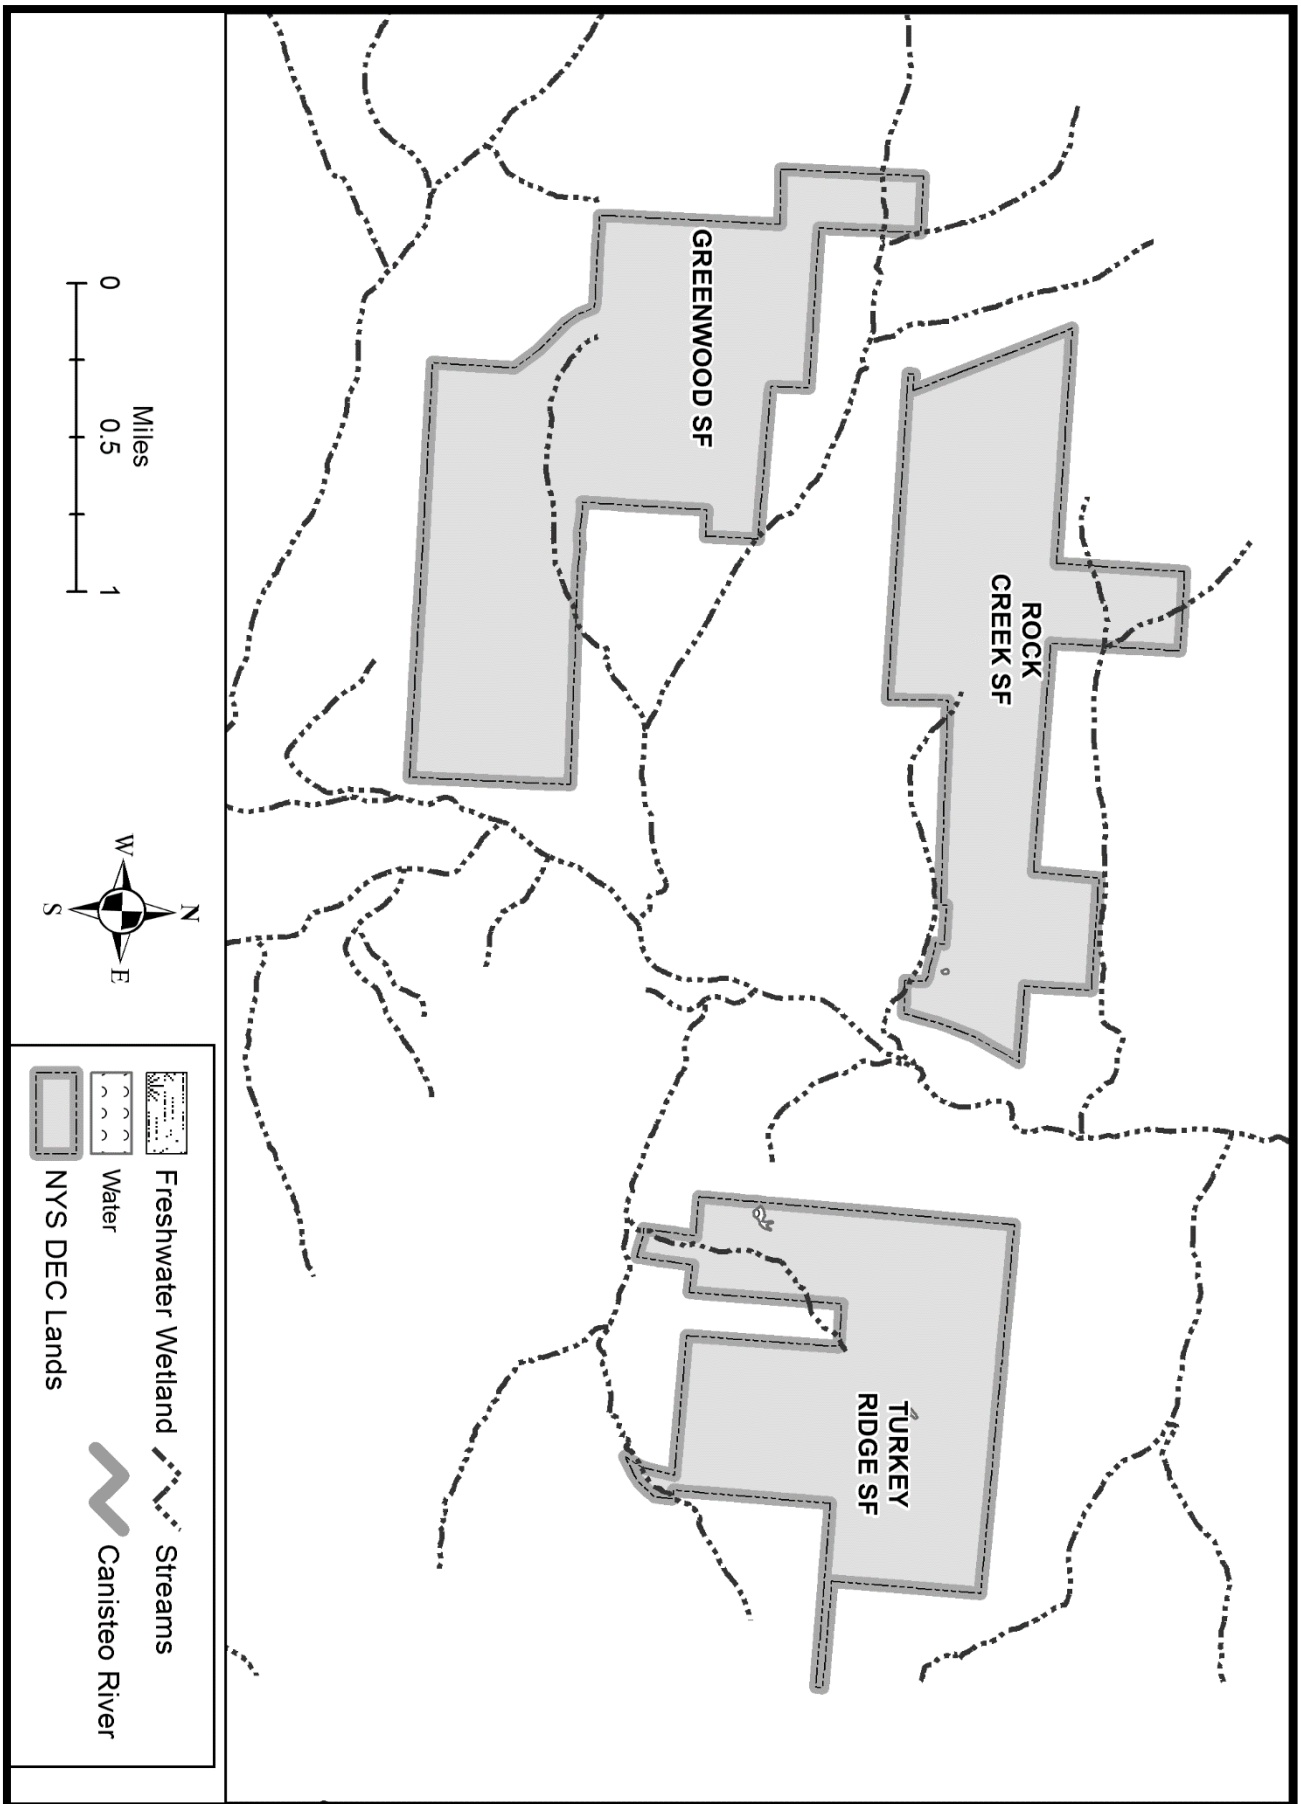 ROCK
CREEK SF
GREENWOOD SF
TURKEY
RIDGE SF
Miles
0
0.5
1
N
W
E
S
Freshwater Wetland
Streams
Water
Canisteo River
NYS DEC Lands